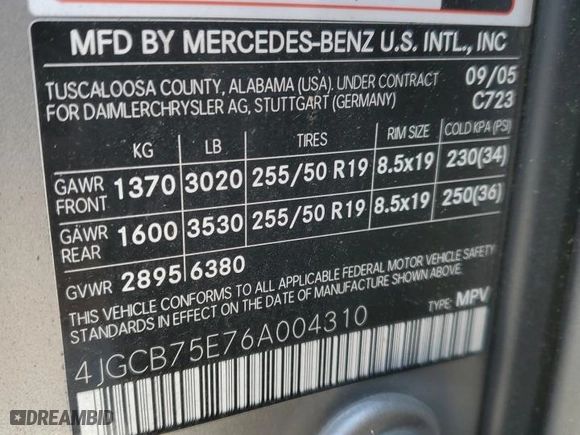 MFD BY MERCEDES-BENZ U.S. INTL., INC
TUSCALOOSA COUNTY, ALABAMA (USA). UNDER CONTRACT 09/05
FOR DAIMLERCHRYSLER AG, STUTTGART (GERMANY) C723
KG LB TIRES RIM SIZE COLD KPA (PSI)
GAWR FRONT 1370 3020 255/50 R19 8.5x19 230(34)
GAWR REAR 1600 3530 255/50 R19 8.5x19 250(36)
GVWR 2895 6380
THIS VEHICLE CONFORMS TO ALL APPLICABLE FEDERAL MOTOR VEHICLE SAFETY
STANDARDS IN EFFECT ON THE DATE OF MANUFACTURE SHOWN ABOVE.
4JGCB75E76A004310 TYPE: MPV
DREAMBID